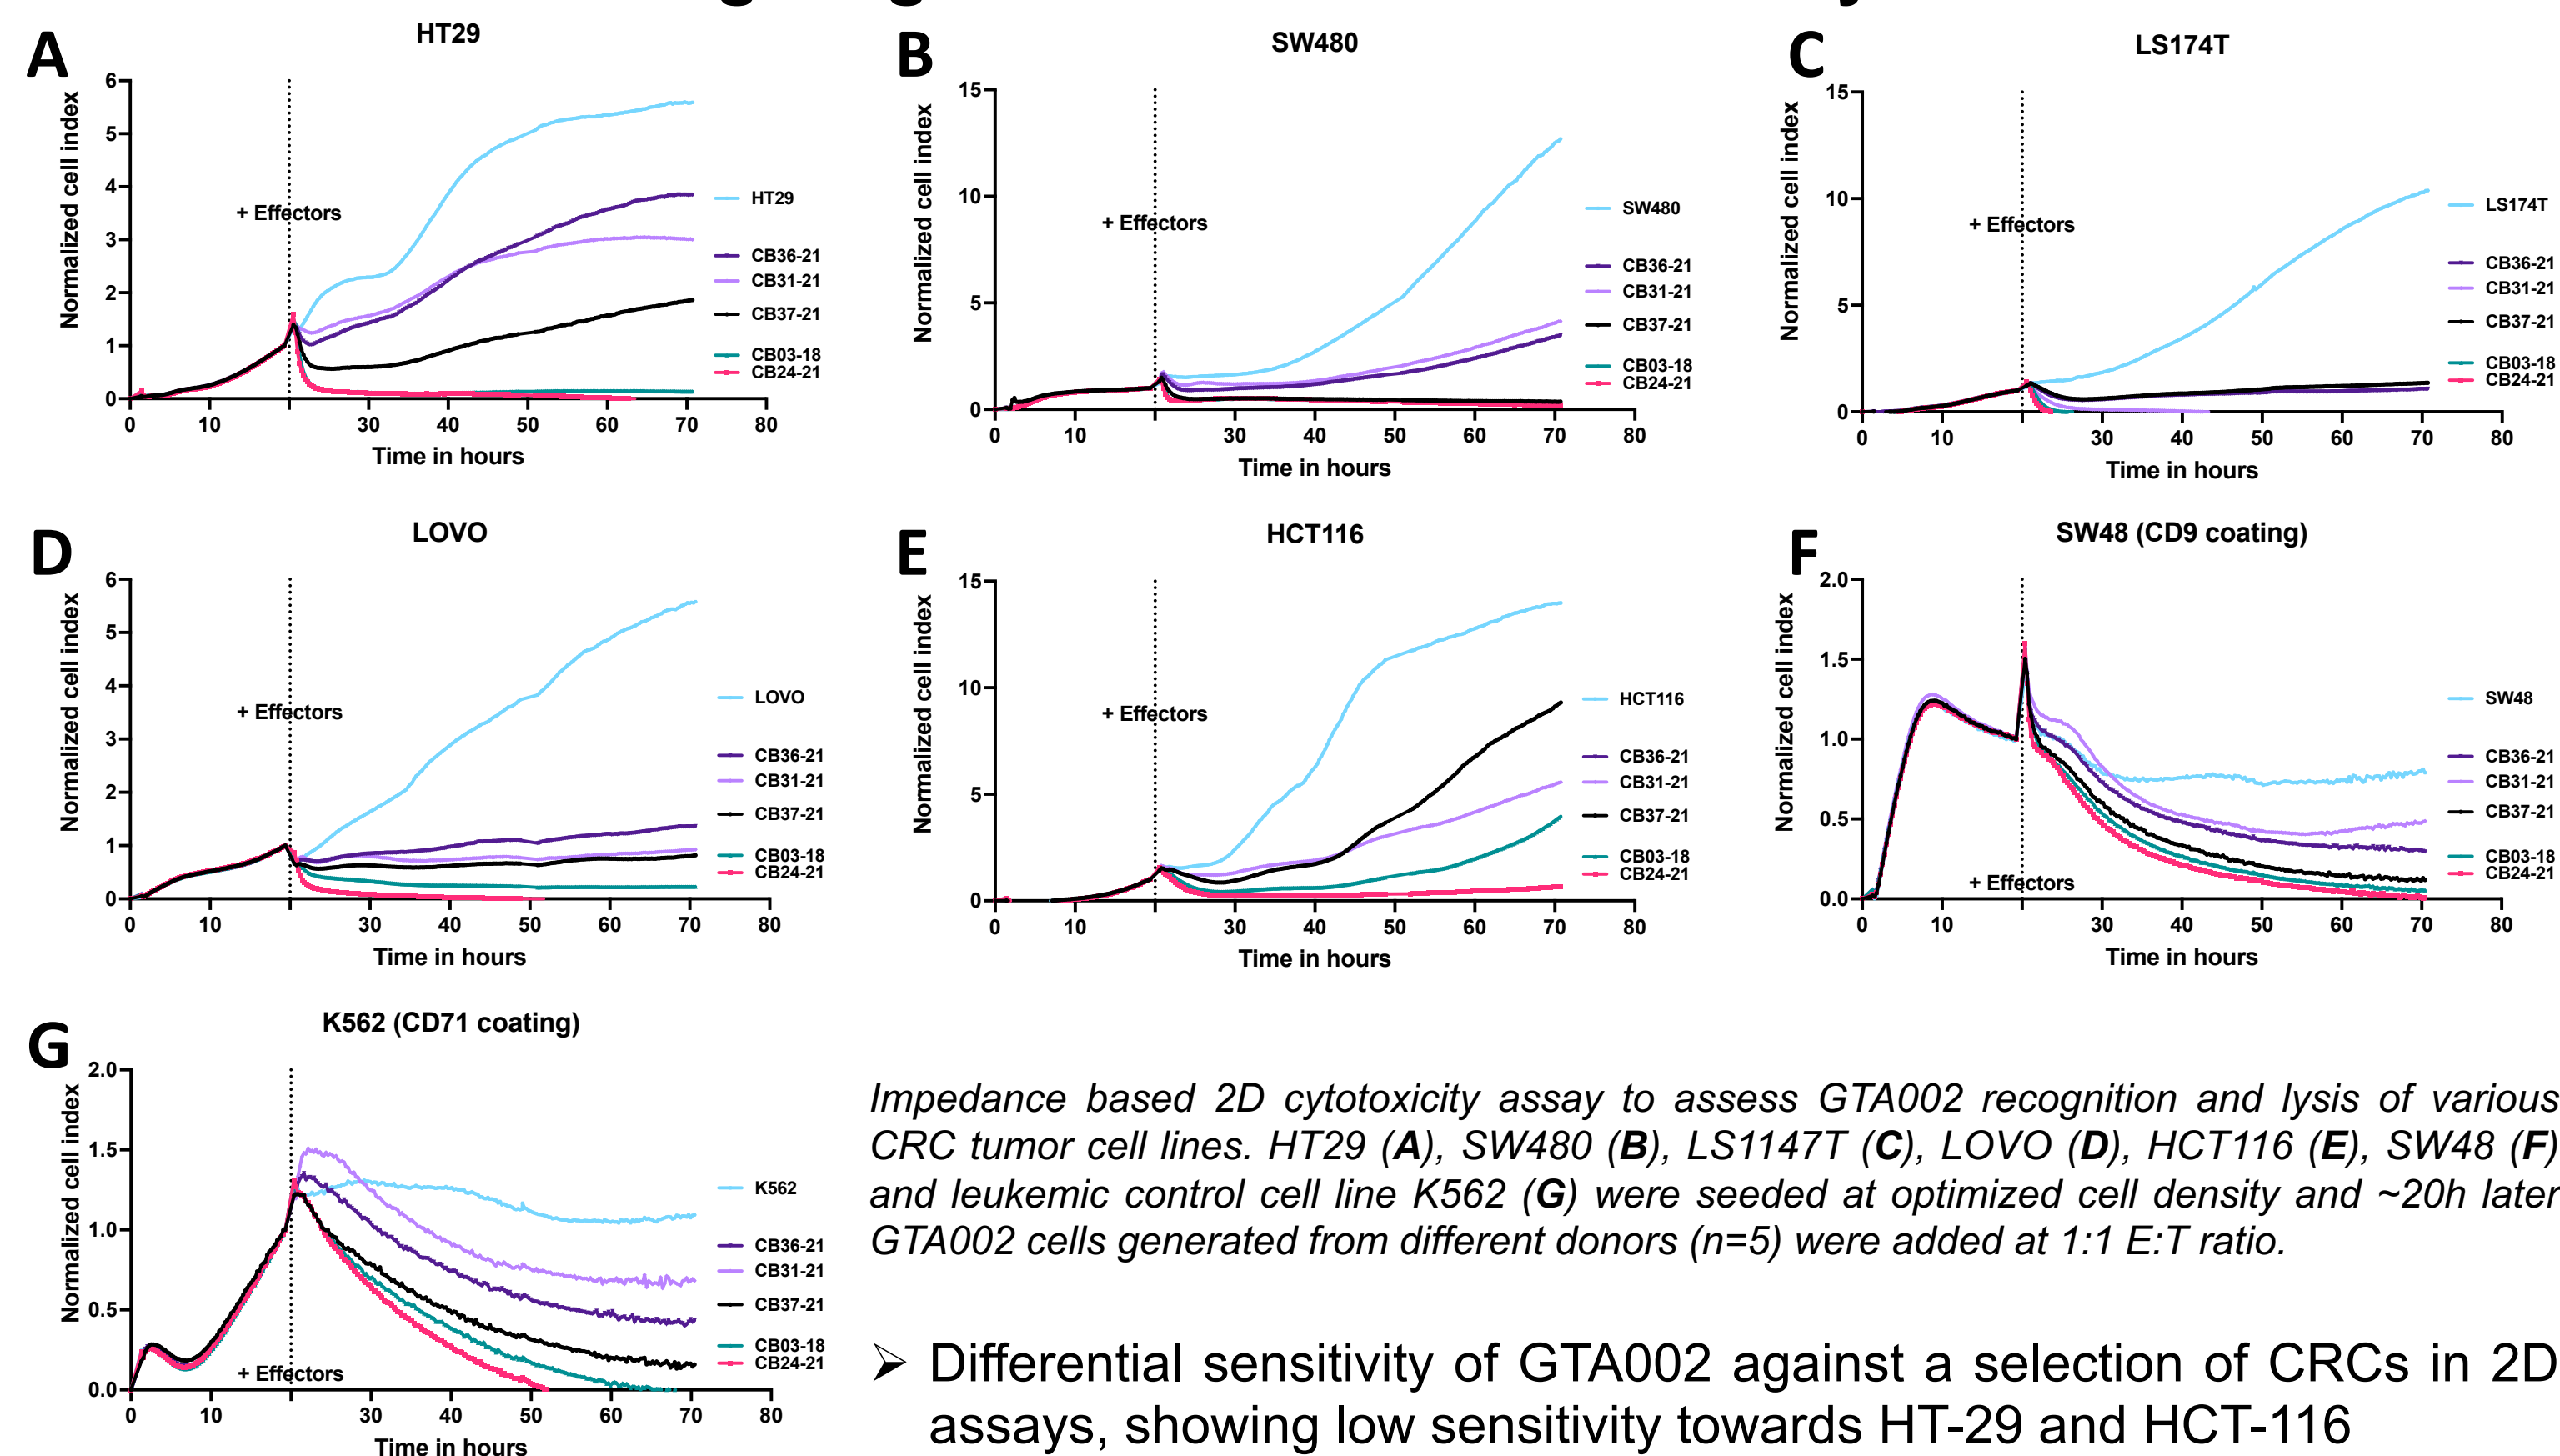 A
HT29
Normalized cell index
6
5
4
3
2
1
0
+ Effectors
0 10 30 40 50 60 70 80
Time in hours
HT29
CB36-21
CB31-21
CB37-21
CB03-18
CB24-21
B
SW480
Normalized cell index
15
10
5
0
+ Effectors
0 10 30 40 50 60 70 80
Time in hours
SW480
CB36-21
CB31-21
CB37-21
CB03-18
CB24-21
C
LS174T
Normalized cell index
15
10
5
0
+ Effectors
0 10 30 40 50 60 70 80
Time in hours
LS174T
CB36-21
CB31-21
CB37-21
CB03-18
CB24-21
D
LOVO
Normalized cell index
6
5
4
3
2
1
0
+ Effectors
0 10 30 40 50 60 70 80
Time in hours
LOVO
CB36-21
CB31-21
CB37-21
CB03-18
CB24-21
E
HCT116
Normalized cell index
15
10
5
0
+ Effectors
0 10 30 40 50 60 70 80
Time in hours
HCT116
CB36-21
CB31-21
CB37-21
CB03-18
CB24-21
F
SW48 (CD9 coating)
Normalized cell index
2.0
1.5
1.0
0.5
0.0
+ Effectors
0 10 30 40 50 60 70 80
Time in hours
SW48
CB36-21
CB31-21
CB37-21
CB03-18
CB24-21
G
K562 (CD71 coating)
Normalized cell index
2.0
1.5
1.0
0.5
0.0
+ Effectors
0 10 30 40 50 60 70 80
Time in hours
K562
CB36-21
CB31-21
CB37-21
CB03-18
CB24-21
Impedance based 2D cytotoxicity assay to assess GTA002 recognition and lysis of various
CRC tumor cell lines. HT29 (A), SW480 (B), LS1147T (C), LOVO (D), HCT116 (E), SW48 (F)
and leukemic control cell line K562 (G) were seeded at optimized cell density and ~20h later
GTA002 cells generated from different donors (n=5) were added at 1:1 E:T ratio.
➢ Differential sensitivity of GTA002 against a selection of CRCs in 2D
assays, showing low sensitivity towards HT-29 and HCT-116